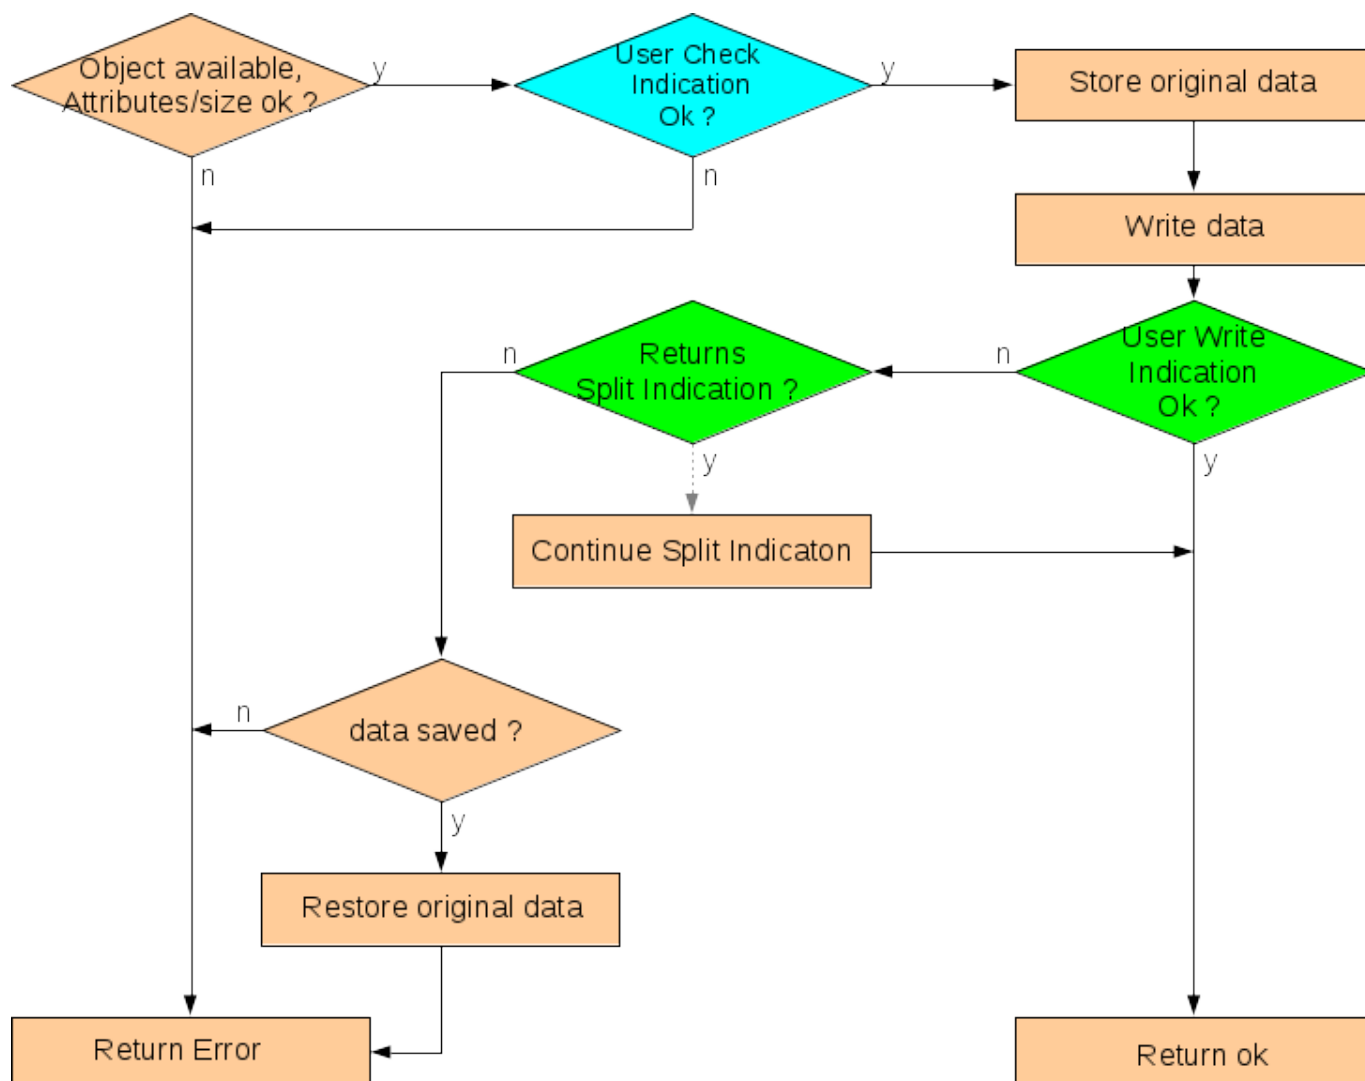 Object available,
Attributes/size ok ?
y
User Check
Indication
Ok ?
y
Store original data
n
n
Write data
User Write
Indication
Ok ?
n
Returns
Split Indication ?
n
y
y
Continue Split Indicaton
data saved ?
n
y
Restore original data
Return Error
Return ok